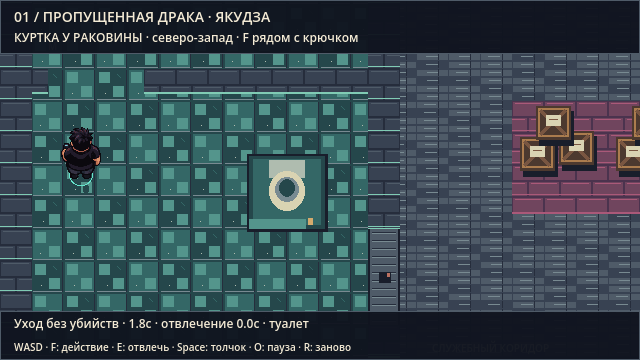 01 / ПРОПУЩЕННАЯ ДРАКА · ЯКУДЗА
КУРТКА У РАКОВИНЫ · северо-запад · F рядом с крючком
Уход без убийств · 1.8с · отвлечение 0.0с · туалет
WASD · F: действие · E: отвлечь · Space: толчок · O: пауза · R: заново